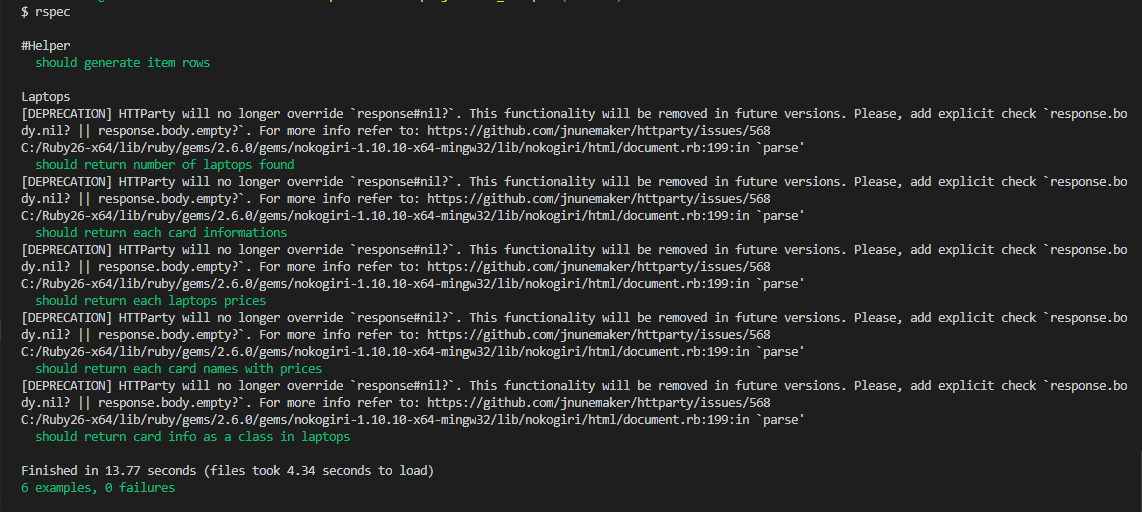 $ rspec
#Helper
should generate item rows
Laptops
[DEPRECATION] HTTParty will no longer override `response#nil?`. This functionality will be removed in future versions. Please, add explicit check `response.bo
dy.nil? || response.body.empty?`. For more info refer to: https://github.com/jnunemaker/httparty/issues/568
C:/Ruby26-x64/lib/ruby/gems/2.6.0/gems/nokogiri-1.10.10-x64-mingw32/lib/nokogiri/html/document.rb:199:in `parse'
should return number of laptops found
[DEPRECATION] HTTParty will no longer override `response#nil?`. This functionality will be removed in future versions. Please, add explicit check `response.bo
dy.nil? || response.body.empty?`. For more info refer to: https://github.com/jnunemaker/httparty/issues/568
C:/Ruby26-x64/lib/ruby/gems/2.6.0/gems/nokogiri-1.10.10-x64-mingw32/lib/nokogiri/html/document.rb:199:in `parse'
should return each card informations
[DEPRECATION] HTTParty will no longer override `response#nil?`. This functionality will be removed in future versions. Please, add explicit check `response.bo
dy.nil? || response.body.empty?`. For more info refer to: https://github.com/jnunemaker/httparty/issues/568
C:/Ruby26-x64/lib/ruby/gems/2.6.0/gems/nokogiri-1.10.10-x64-mingw32/lib/nokogiri/html/document.rb:199:in `parse'
should return each laptops prices
[DEPRECATION] HTTParty will no longer override `response#nil?`. This functionality will be removed in future versions. Please, add explicit check `response.bo
dy.nil? || response.body.empty?`. For more info refer to: https://github.com/jnunemaker/httparty/issues/568
C:/Ruby26-x64/lib/ruby/gems/2.6.0/gems/nokogiri-1.10.10-x64-mingw32/lib/nokogiri/html/document.rb:199:in `parse'
should return each card names with prices
[DEPRECATION] HTTParty will no longer override `response#nil?`. This functionality will be removed in future versions. Please, add explicit check `response.bo
dy.nil? || response.body.empty?`. For more info refer to: https://github.com/jnunemaker/httparty/issues/568
C:/Ruby26-x64/lib/ruby/gems/2.6.0/gems/nokogiri-1.10.10-x64-mingw32/lib/nokogiri/html/document.rb:199:in `parse'
should return card info as a class in laptops
Finished in 13.77 seconds (files took 4.34 seconds to load)
6 examples, 0 failures